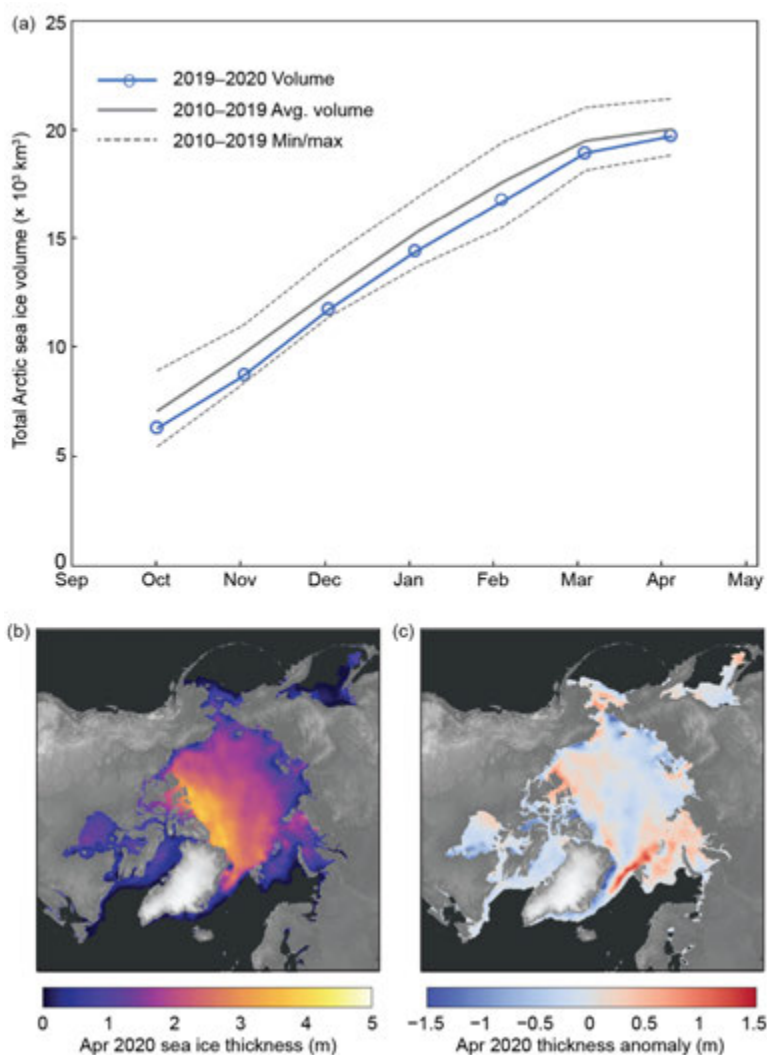 (a)
25
20
15
10
5
0
Total Arctic sea ice volume (× 10³ km³)
2019–2020 Volume
2010–2019 Avg. volume
2010–2019 Min/max
Sep Oct Nov Dec Jan Feb Mar Apr May
(b)
0 1 2 3 4 5
Apr 2020 sea ice thickness (m)
(c)
−1.5 −1 −0.5 0 0.5 1 1.5
Apr 2020 thickness anomaly (m)